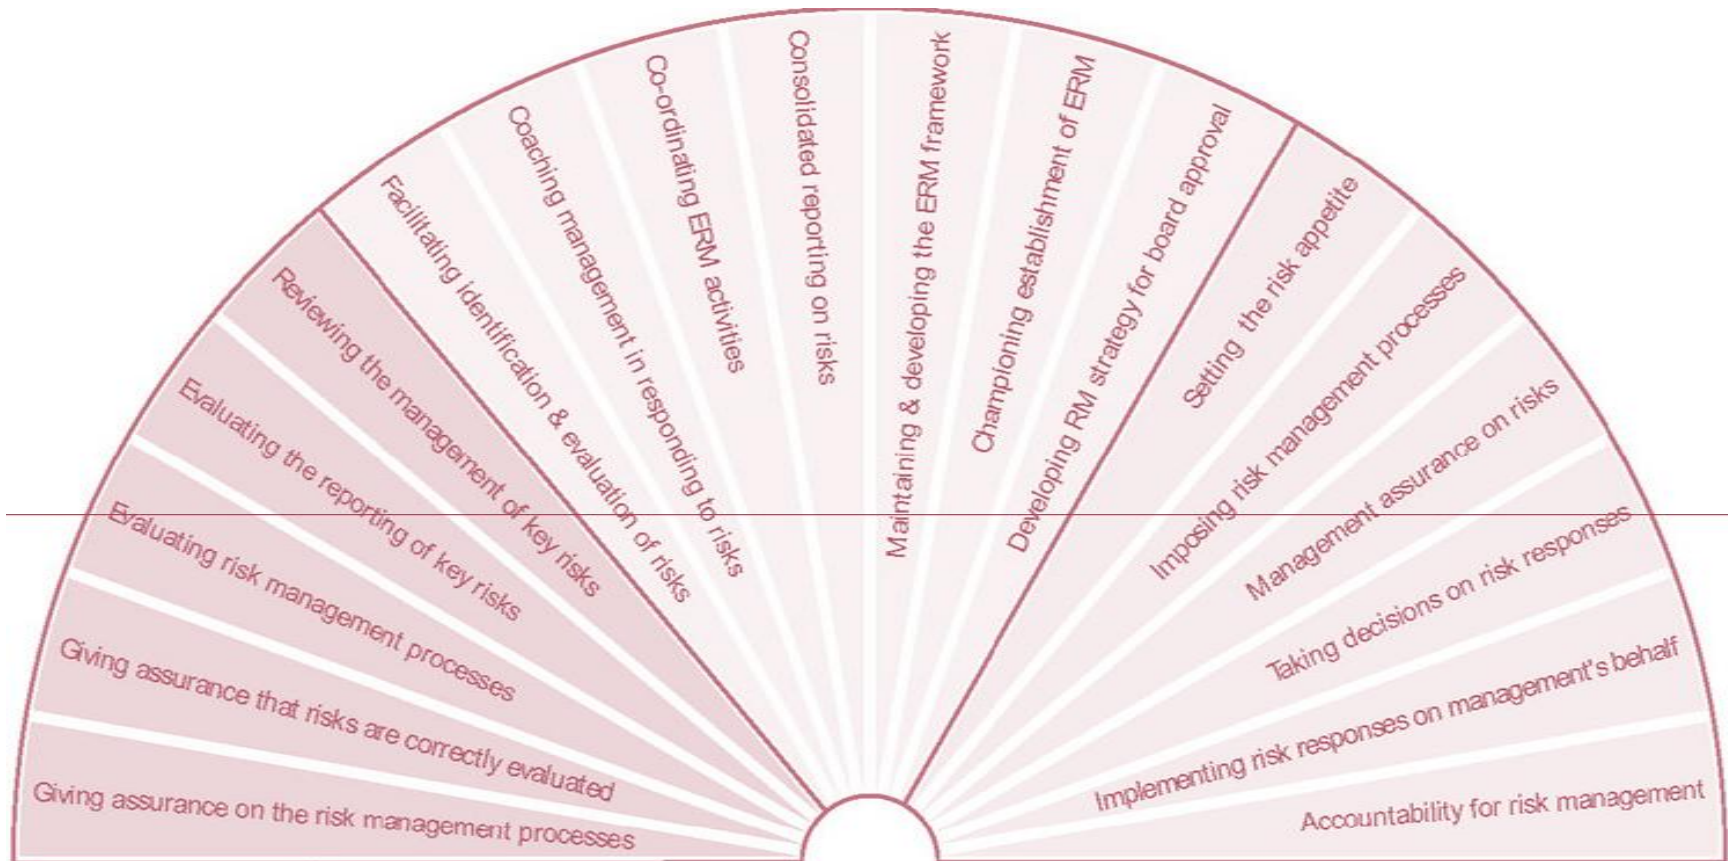 Giving assurance on the risk management processes
Giving assurance that risks are correctly evaluated
Evaluating risk management processes
Evaluating the reporting of key risks
Reviewing the management of key risks
Facilitating identification & evaluation of risks
Coaching management in responding to risks
Co-ordinating ERM activities
Consolidated reporting on risks
Maintaining & developing the ERM framework
Championing establishment of ERM
Developing RM strategy for board approval
Setting the risk appetite
Imposing risk management processes
Management assurance on risks
Taking decisions on risk responses
Implementing risk responses on management's behalf
Accountability for risk management